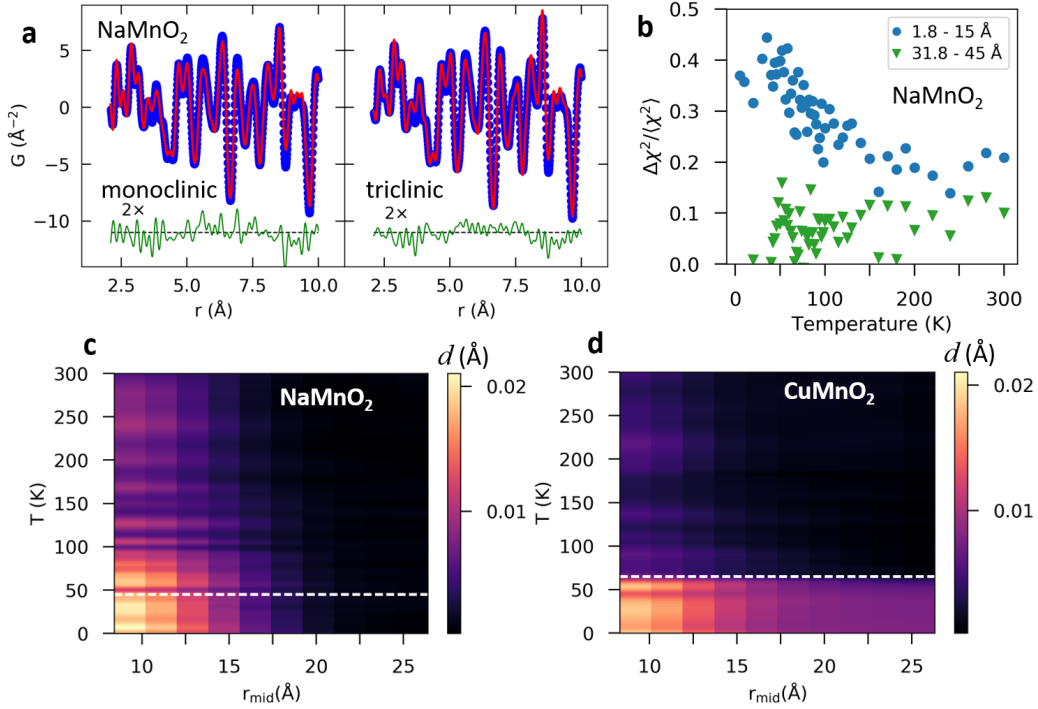 a
NaMnO₂
5
0
−5
−10
G (Å⁻²)
monoclinic
2×
triclinic
2×
2.5 5.0 7.5 10.0
2.5 5.0 7.5 10.0
r (Å)
r (Å)
b
0.5
0.4
0.3
0.2
0.1
0.0
Δχ²/⟨χ²⟩
1.8 - 15 Å
31.8 - 45 Å
NaMnO₂
0 100 200 300
Temperature (K)
c
d (Å)
NaMnO₂
300
250
200
150
100
50
0
T (K)
10 15 20 25
r_mid(Å)
0.02
0.01
d
d (Å)
CuMnO₂
300
250
200
150
100
50
0
T (K)
10 15 20 25
r_mid(Å)
0.02
0.01